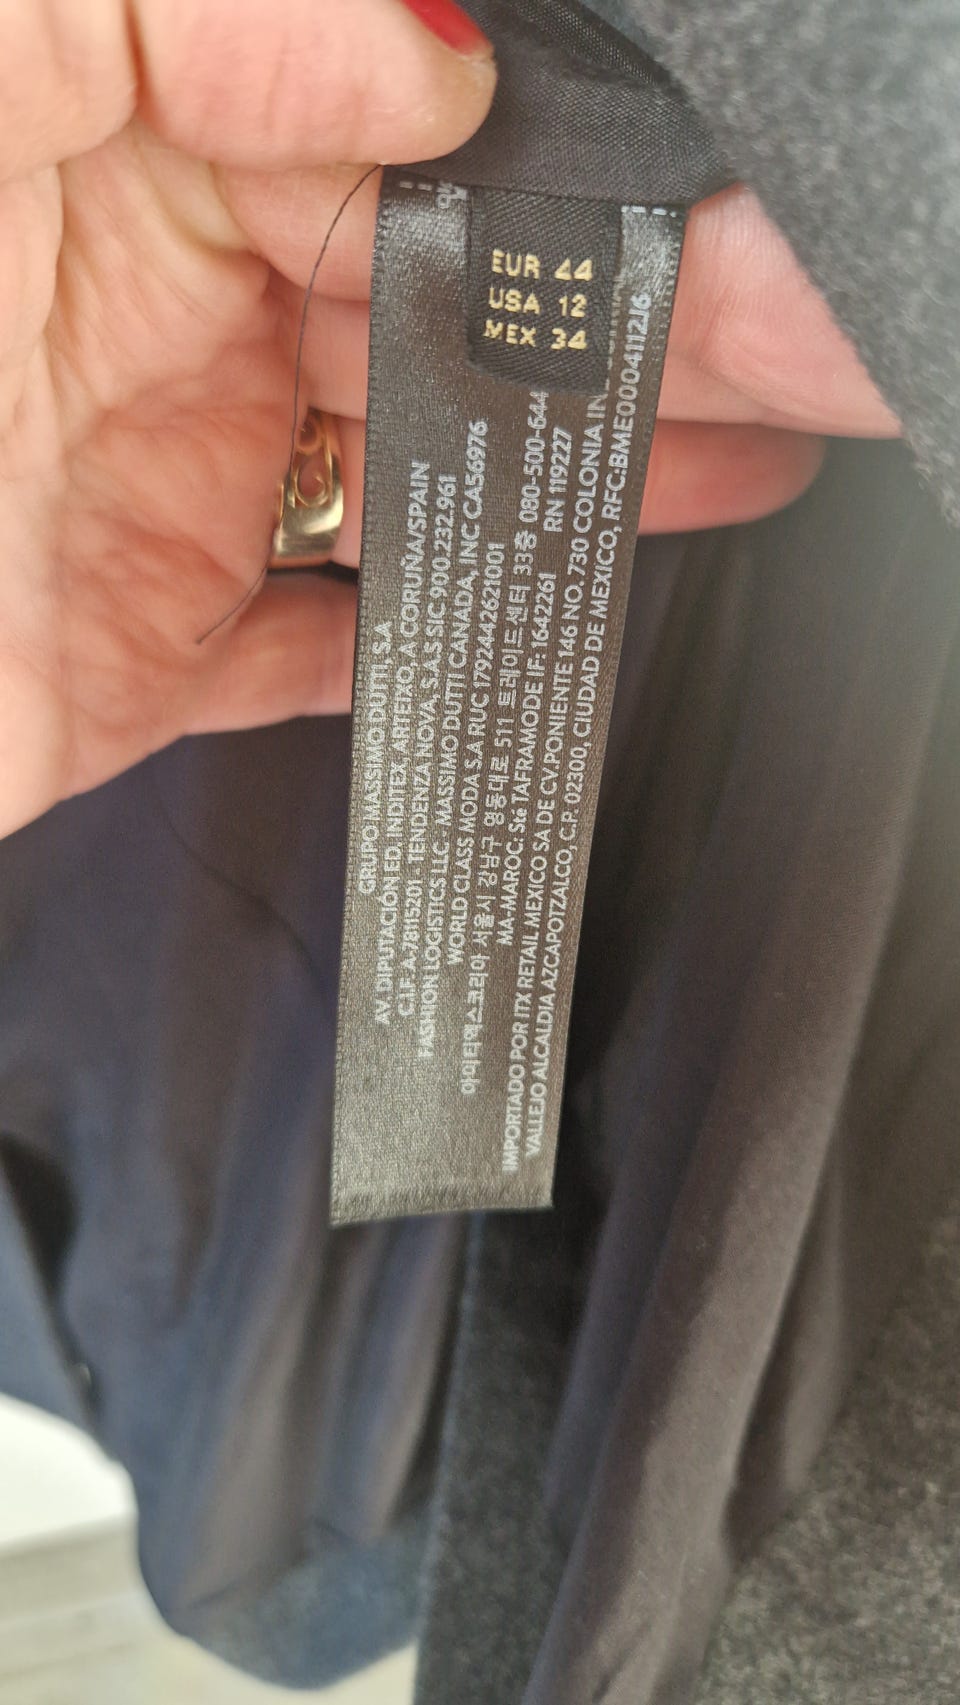 EUR 44
USA 12
MEX 34
GRUPO MASSIMO DUTTI, S.A
AV DIPUTACIÓN ED. INDITEX, ARTEIXO, A CORUÑA/SPAIN
C.I.F. A-78115201 - TENDENZA NOVA, S.A.S SIC 900.232.961
FASHION LOGISTICS LLC - MASSIMO DUTTI CANADA, INC CA56976
WORLD CLASS MODA S.A RUC 1792442621001
아이티엑스코리아 서울시 강남구 영동대로 511 트레이드센터 33층 080-500-644
MA-MAROC: Sté TAFRAMODE IF: 1642261 RN 119227
IMPORTADO POR ITX RETAIL MEXICO SA DE CV.PONIENTE 146 NO. 730 COLONIA IN
VALLEJO ALCALDIA AZCAPOTZALCO, C.P. 02300, CIUDAD DE MEXICO, RFC:BME0004112J6